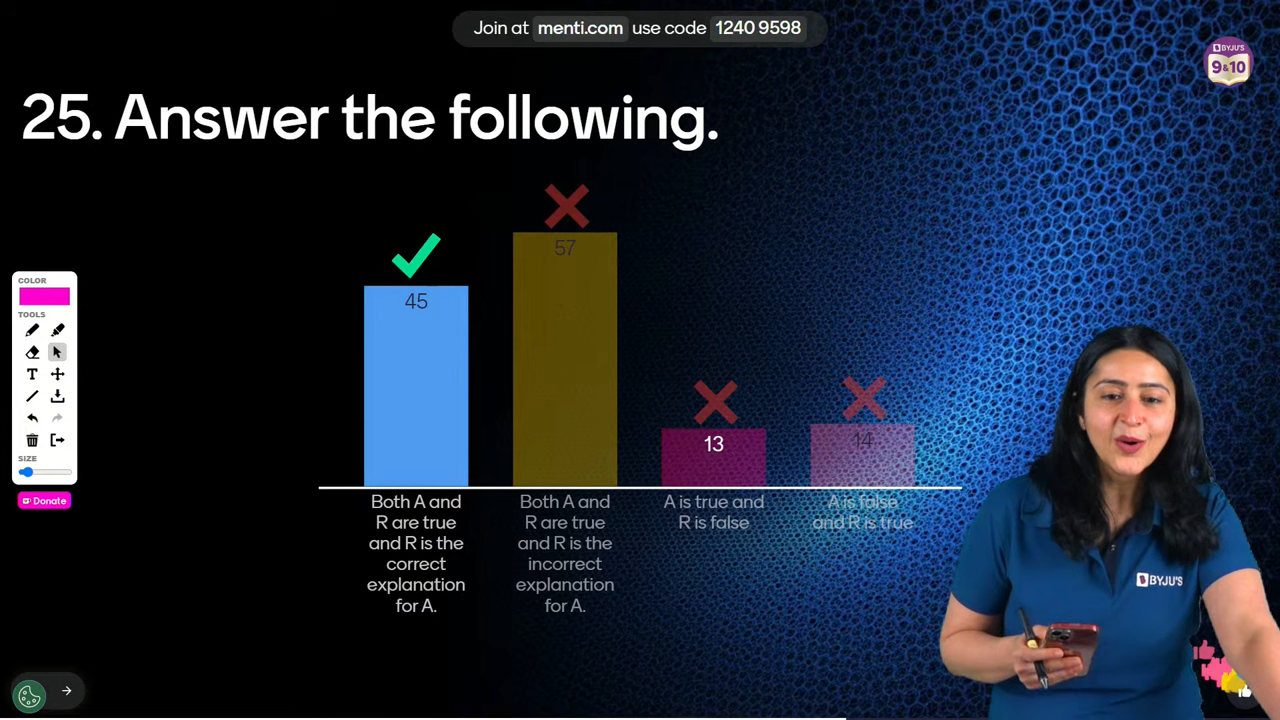 Join at menti.com use code 1240 9598
BYJU'S
9&10
25. Answer the following.
COLOR
TOOLS
T
SIZE
Donate
45
57
13
14
Both A and
R are true
and R is the
correct
explanation
for A.
Both A and
R are true
and R is the
incorrect
explanation
for A.
A is true and
R is false
A is false
and R is true
BYJU'S